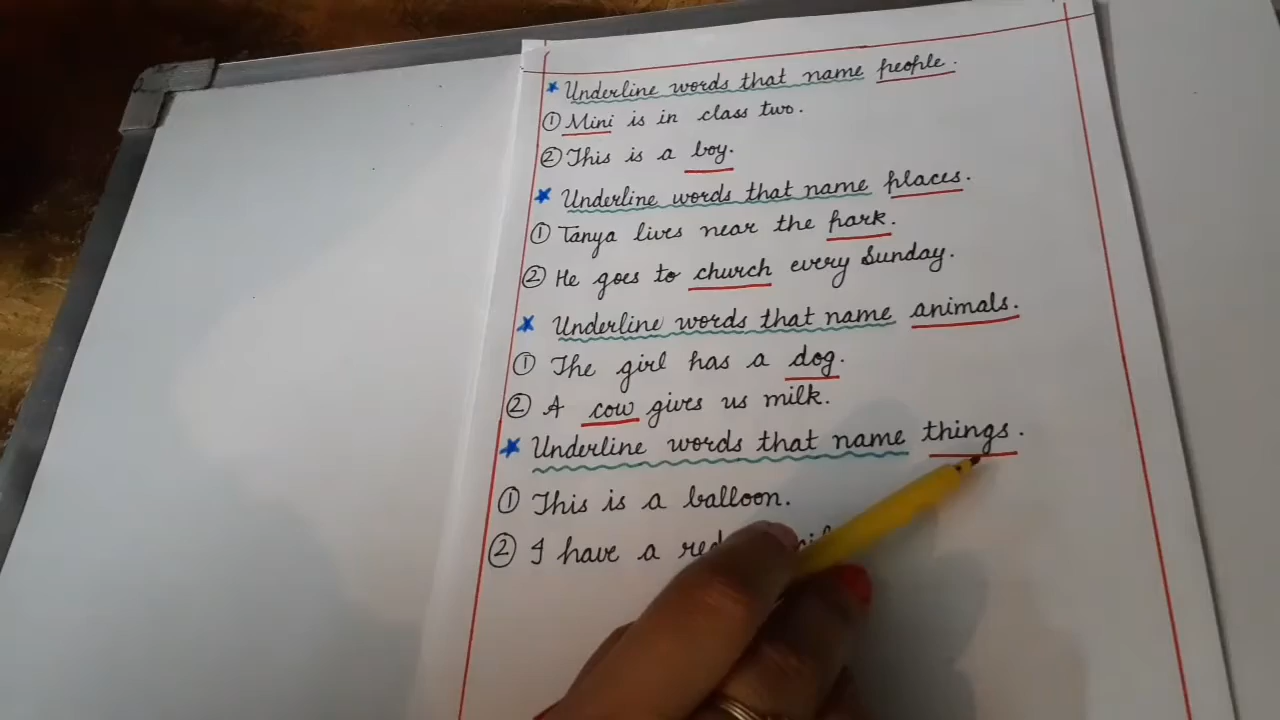 Underline words that name people.
① Mini is in class two.
② This is a boy.
Underline words that name places.
① Tanya lives near the park.
② He goes to church every Sunday.
Underline words that name animals.
① The girl has a dog.
② A cow gives us milk.
Underline words that name things.
① This is a balloon.
② I have a red